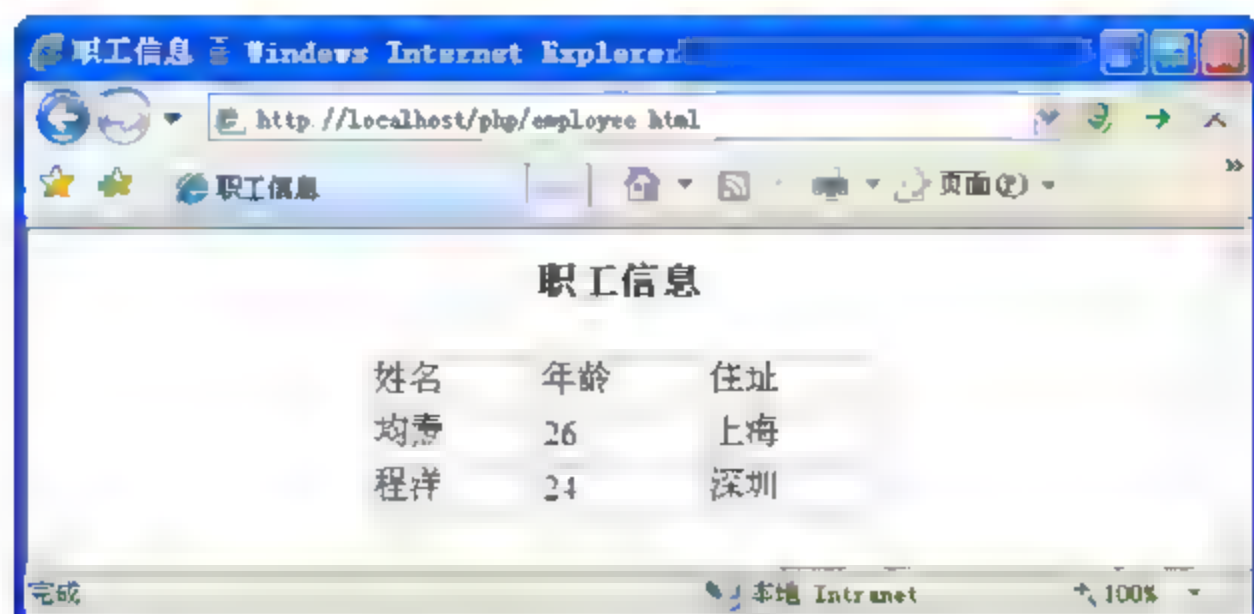 职工信息 - Windows Internet Explorer
http://localhost/php/employee.html
职工信息
页面(P)
职工信息
姓名 年龄 住址
26 上海
程祥 24 深圳
完成
本地 Intranet
100%